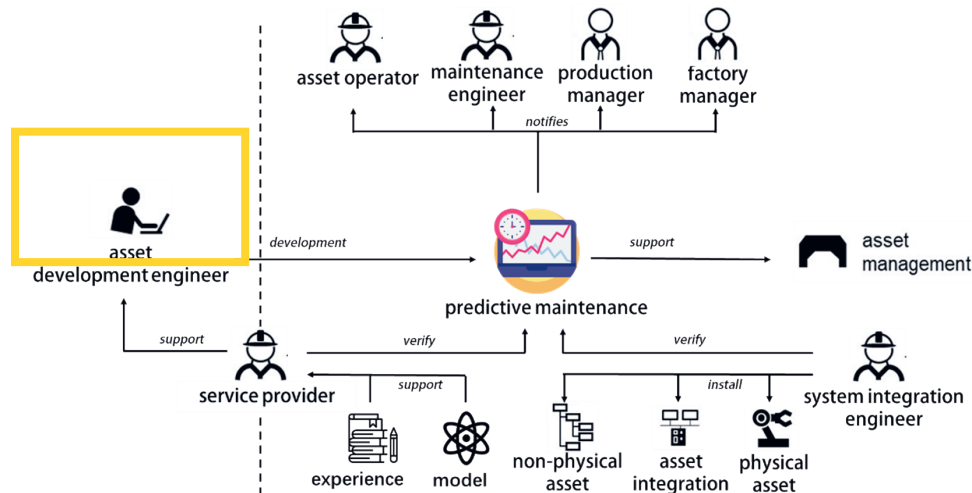 asset operator
maintenance
engineer
production
manager
factory
manager
notifies
asset
development engineer
development
predictive maintenance
support
asset
management
support
service provider
verify
verify
support
install
system integration
engineer
experience
model
non-physical
asset
asset
integration
physical
asset